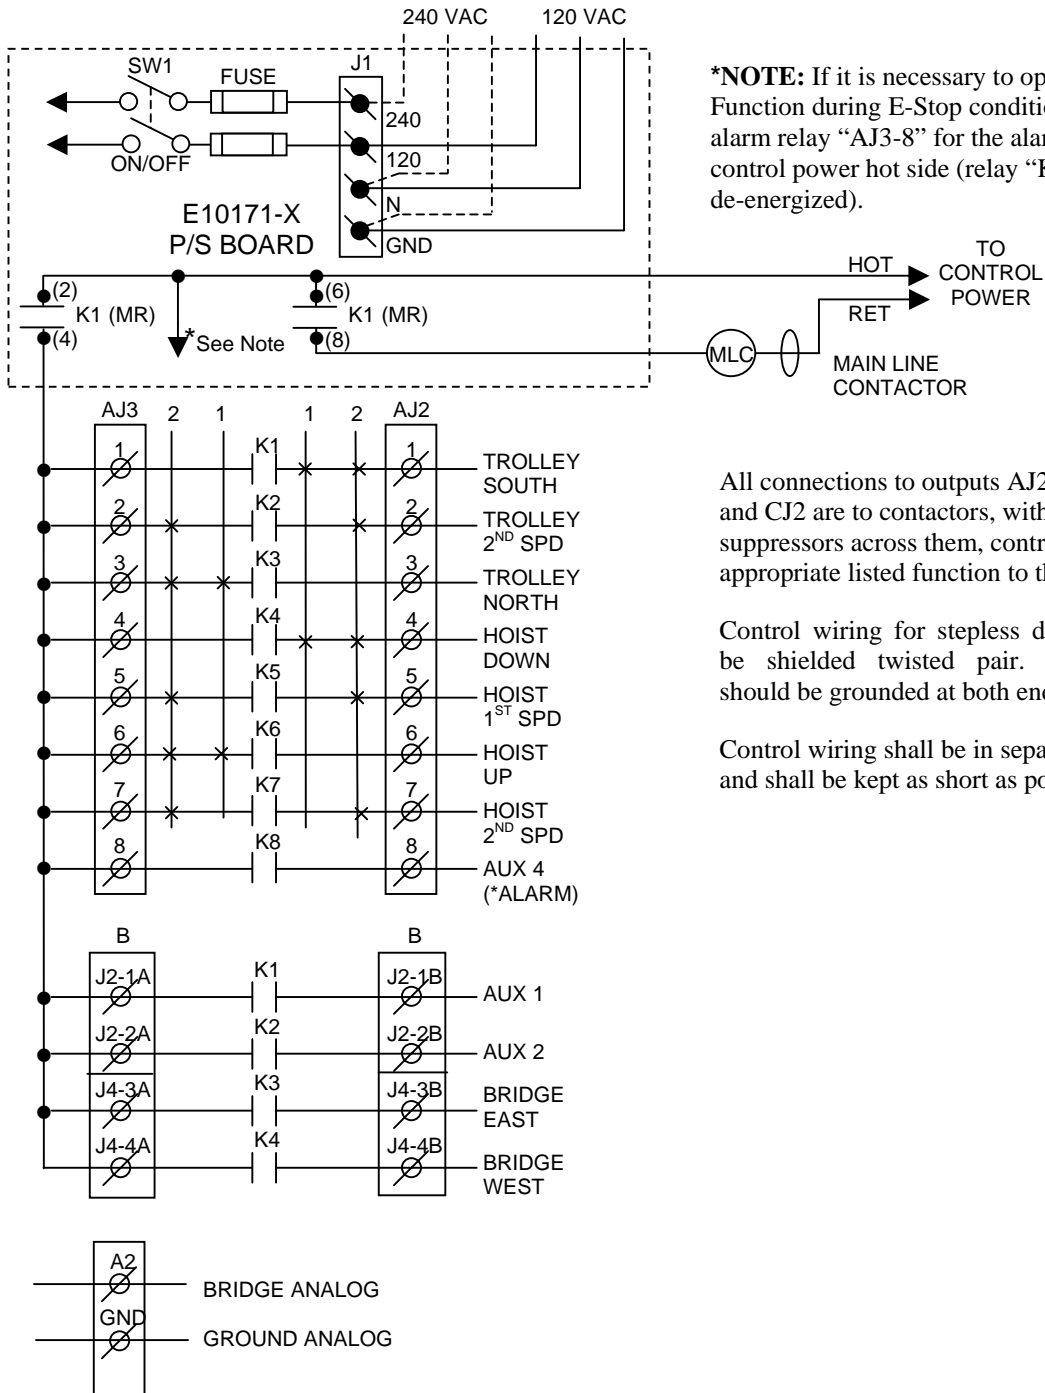 240 VAC 120 VAC
SW1 FUSE J1
240
120
N
GND
ON/OFF
E10171-X
P/S BOARD
*NOTE: If it is necessary to op
Function during E-Stop conditi
alarm relay “AJ3-8” for the alar
control power hot side (relay “K
de-energized).
(2) K1 (MR) (4)
*See Note
(6) K1 (MR) (8)
HOT
RET
TO
CONTROL
POWER
MLC
MAIN LINE
CONTACTOR
AJ3 2 1 1 2 AJ2
1 K1 1 TROLLEY
SOUTH
2 K2 2 TROLLEY
2ND SPD
3 K3 3 TROLLEY
NORTH
4 K4 4 HOIST
DOWN
5 K5 5 HOIST
1ST SPD
6 K6 6 HOIST
UP
7 K7 7 HOIST
2ND SPD
8 K8 8 AUX 4
(*ALARM)
All connections to outputs AJ2
and CJ2 are to contactors, with
suppressors across them, contr
appropriate listed function to th
Control wiring for stepless d
be shielded twisted pair.
should be grounded at both end
Control wiring shall be in sepa
and shall be kept as short as po
B B
J2-1A K1 J2-1B AUX 1
J2-2A K2 J2-2B AUX 2
J4-3A K3 J4-3B BRIDGE
EAST
J4-4A K4 J4-4B BRIDGE
WEST
A2 BRIDGE ANALOG
GND GROUND ANALOG